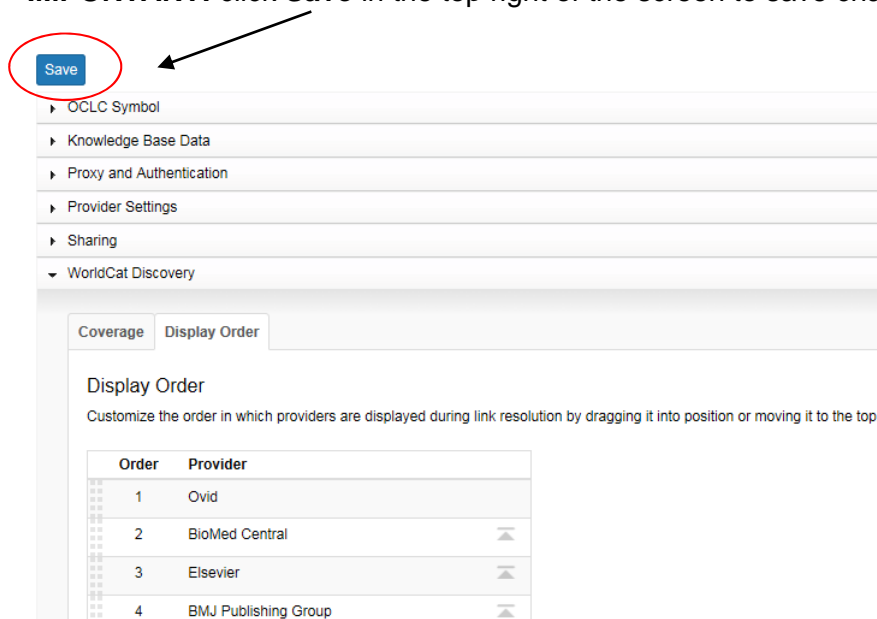 IMPORTANT: click Save in the top right of the screen to save
Save
OCLC Symbol
Knowledge Base Data
Proxy and Authentication
Provider Settings
Sharing
WorldCat Discovery
Coverage Display Order
Display Order
Customize the order in which providers are displayed during link resolution by dragging it into position or moving it to the top
Order Provider
1 Ovid
2 BioMed Central
3 Elsevier
4 BMJ Publishing Group